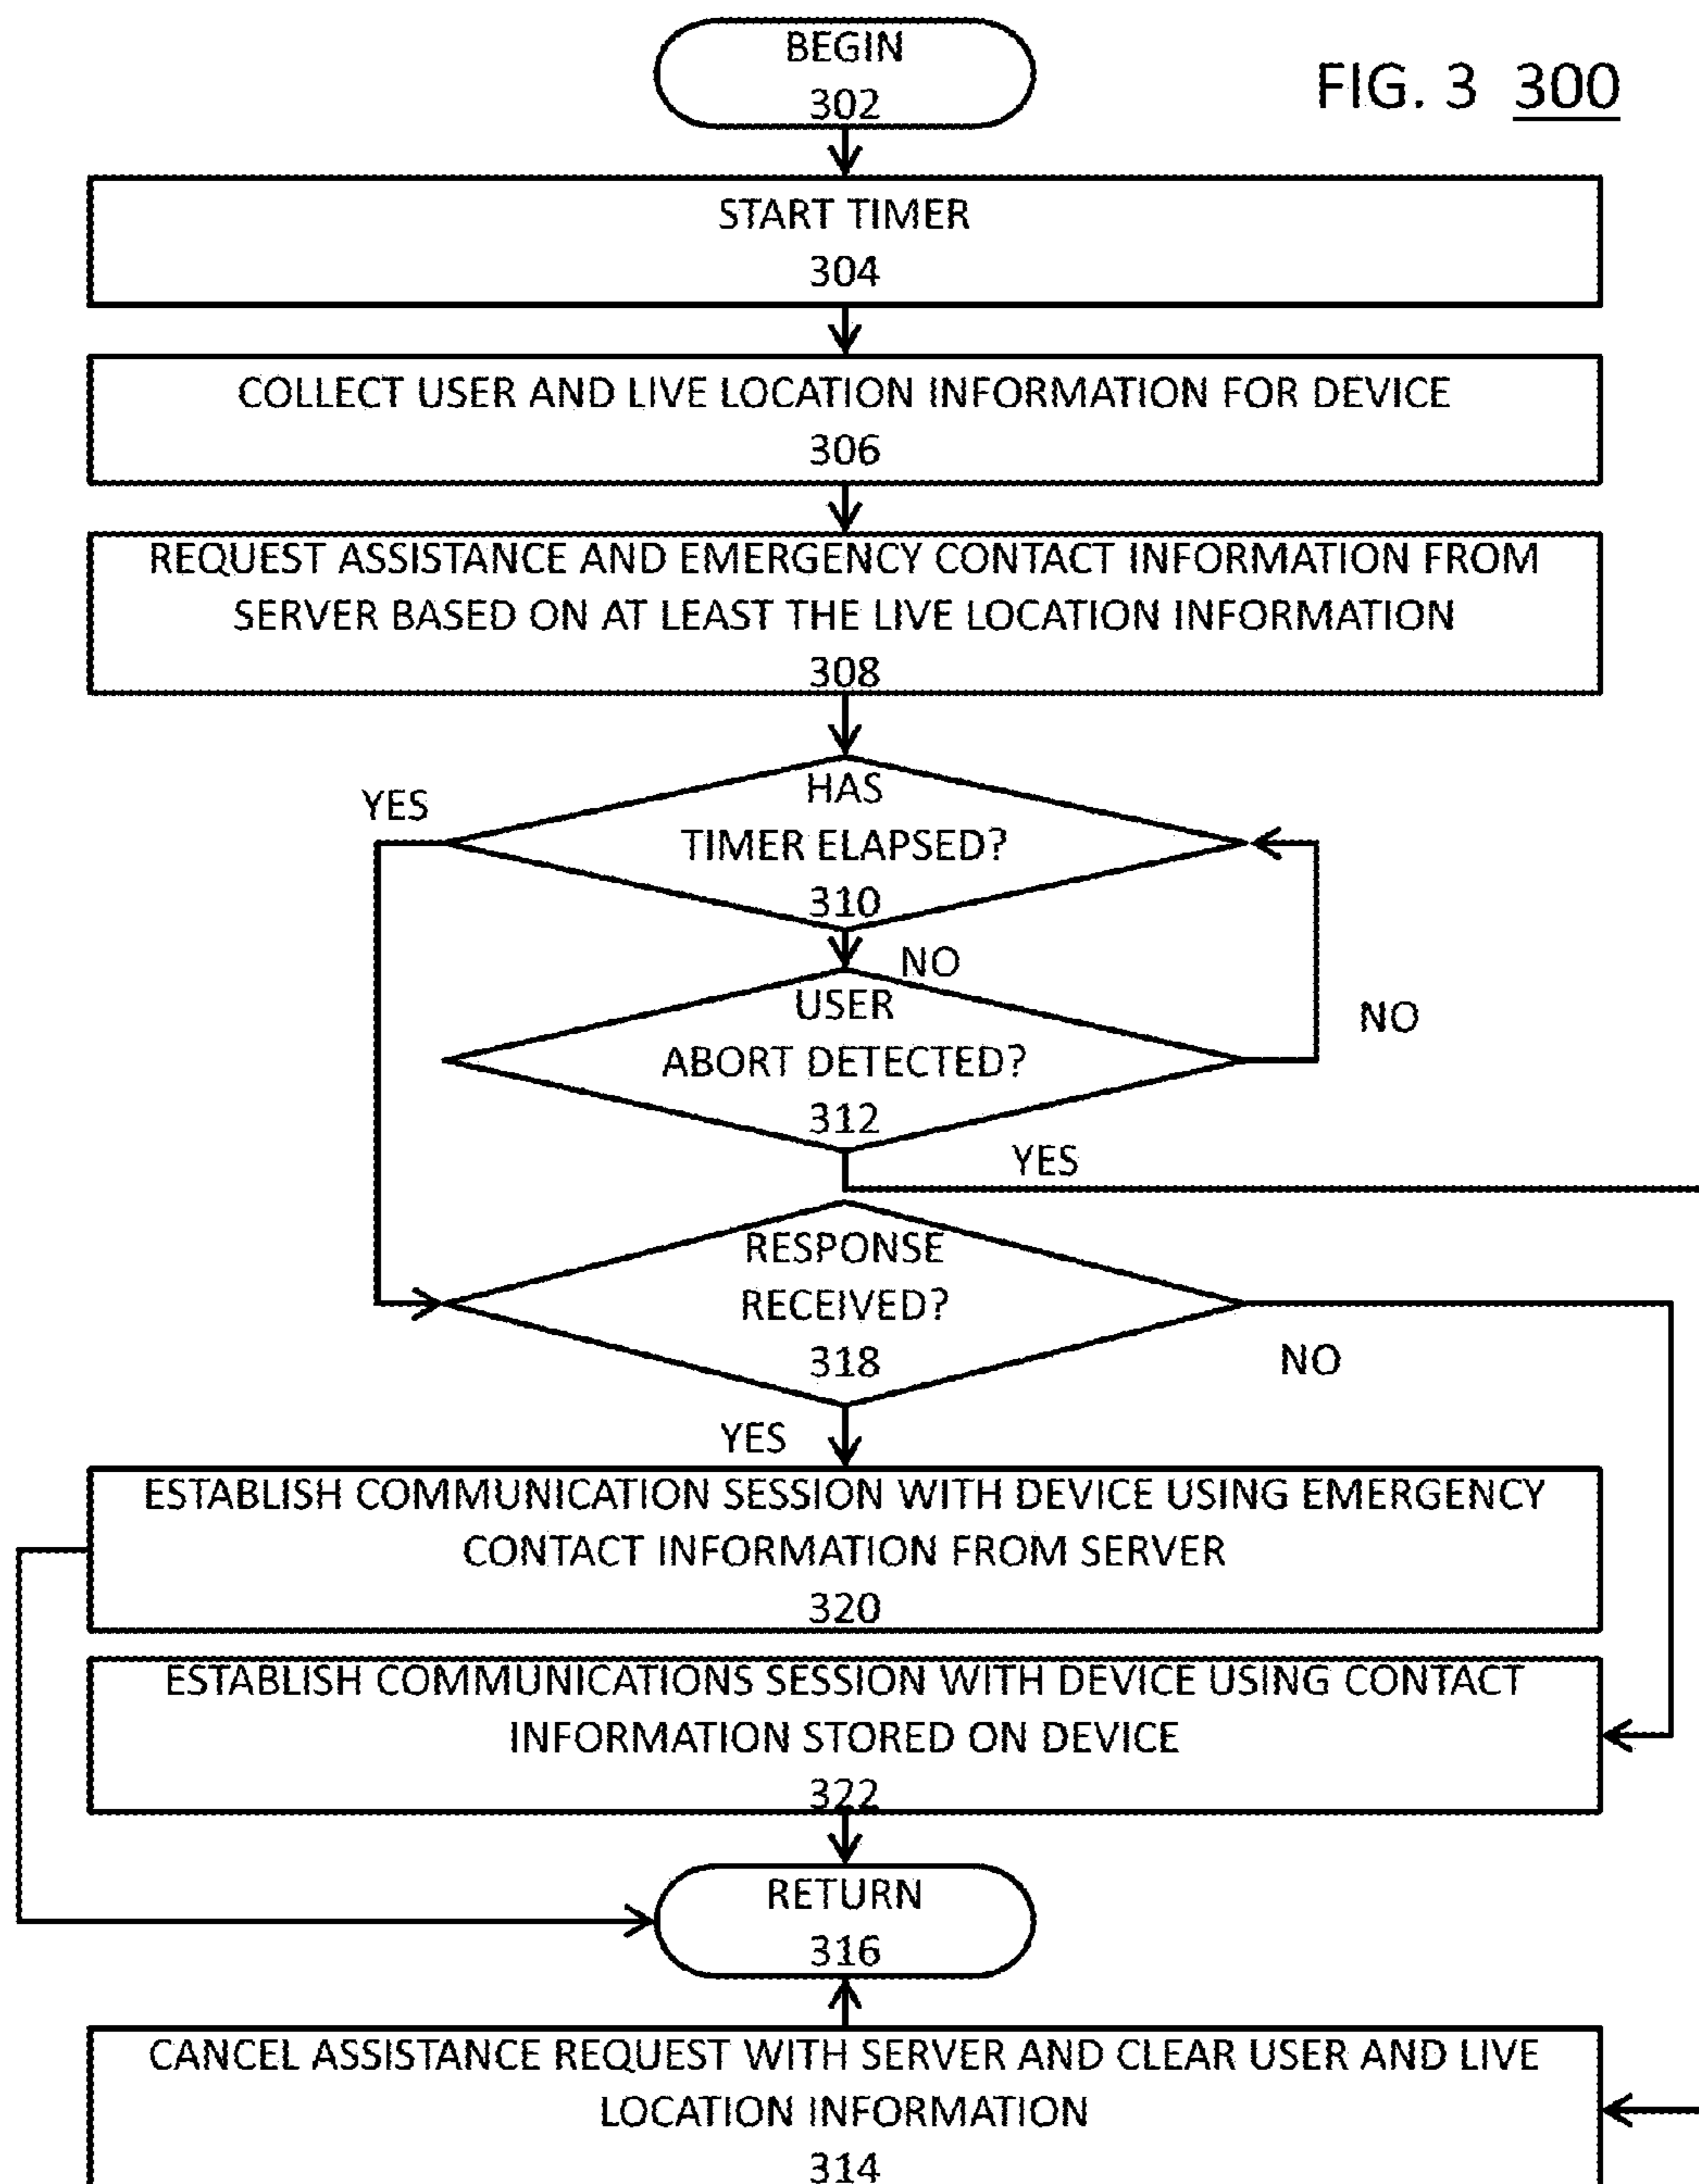 BEGIN
302
FIG. 3 300
START TIMER
304
COLLECT USER AND LIVE LOCATION INFORMATION FOR DEVICE
306
REQUEST ASSISTANCE AND EMERGENCY CONTACT INFORMATION FROM
SERVER BASED ON AT LEAST THE LIVE LOCATION INFORMATION
308
YES
HAS
TIMER ELAPSED?
310
NO
USER
ABORT DETECTED?
312
NO
YES
RESPONSE
RECEIVED?
318
NO
YES
ESTABLISH COMMUNICATION SESSION WITH DEVICE USING EMERGENCY
CONTACT INFORMATION FROM SERVER
320
ESTABLISH COMMUNICATIONS SESSION WITH DEVICE USING CONTACT
INFORMATION STORED ON DEVICE
322
RETURN
316
CANCEL ASSISTANCE REQUEST WITH SERVER AND CLEAR USER AND LIVE
LOCATION INFORMATION
314